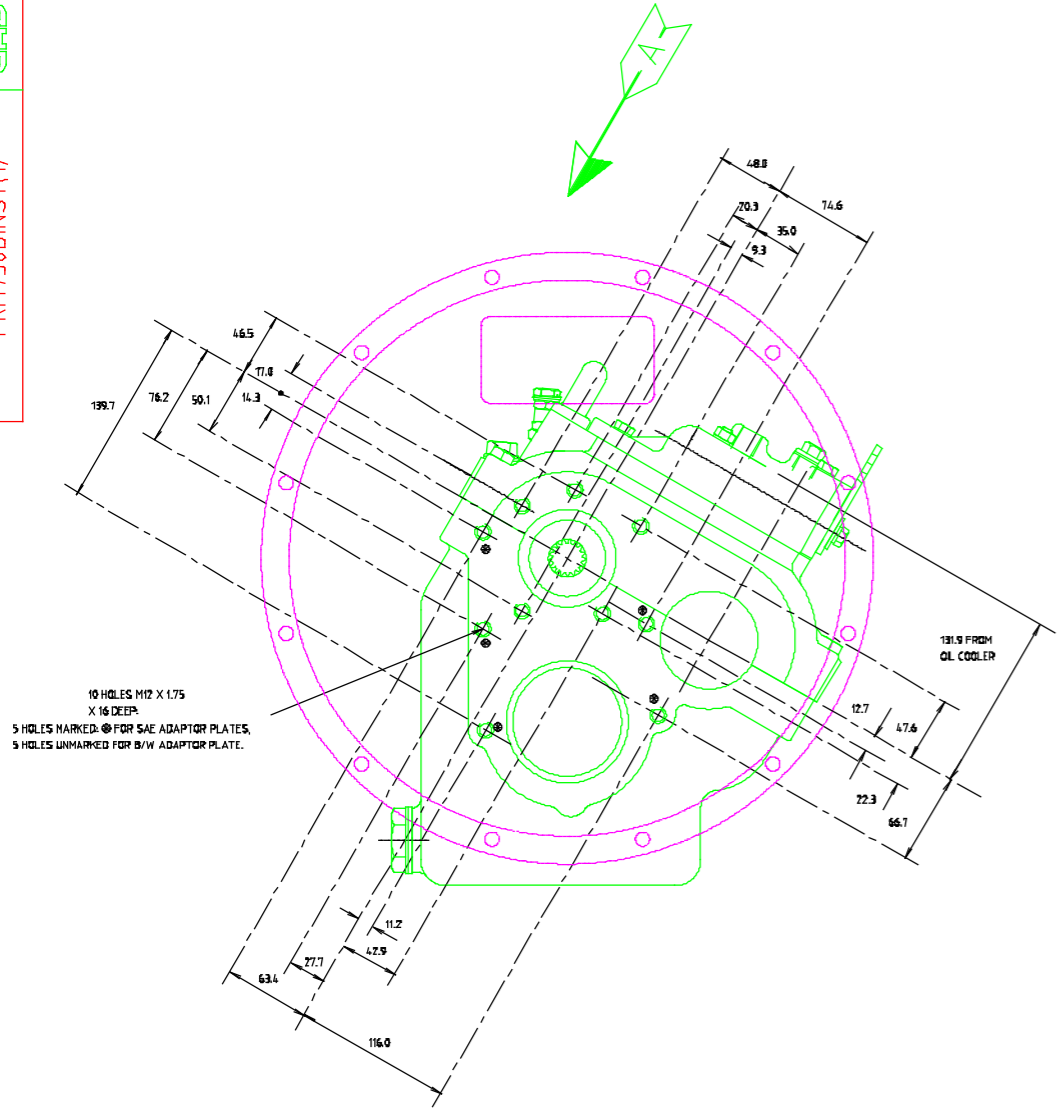 A
48.0
74.6
20.3
35.0
9.3
46.5
17.0
14.3
139.7
76.2
50.1
131.9 FROM
OIL COOLER
10 HOLES M12 X 1.75
X 16 DEEP:
5 HOLES MARKED: ⊗ FOR SAE ADAPTOR PLATES,
5 HOLES UNMARKED FOR B/W ADAPTOR PLATE.
12.7
47.6
22.3
66.7
11.2
42.9
27.7
63.4
116.0